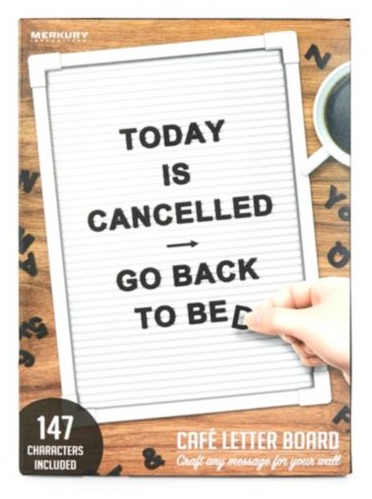 MERKURY
INNOVATIONS
TODAY
IS
CANCELLED
→
GO BACK
TO BED
147
CHARACTERS
INCLUDED
CAFÉ LETTER BOARD
Craft any message for your wall
N
&